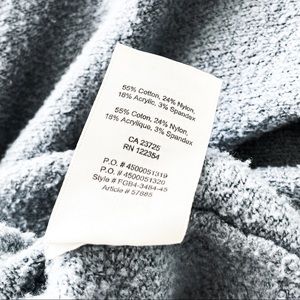 55% Cotton, 24% Nylon,
18% Acrylic, 3% Spandex
55% Coton, 24% Nylon,
18% Acrylique, 3% Spandex
CA 23725
RN 122354
P.O. # 4500051319
P.O. # 4500051320
Style # FGB4-3484-45
Article # 57885